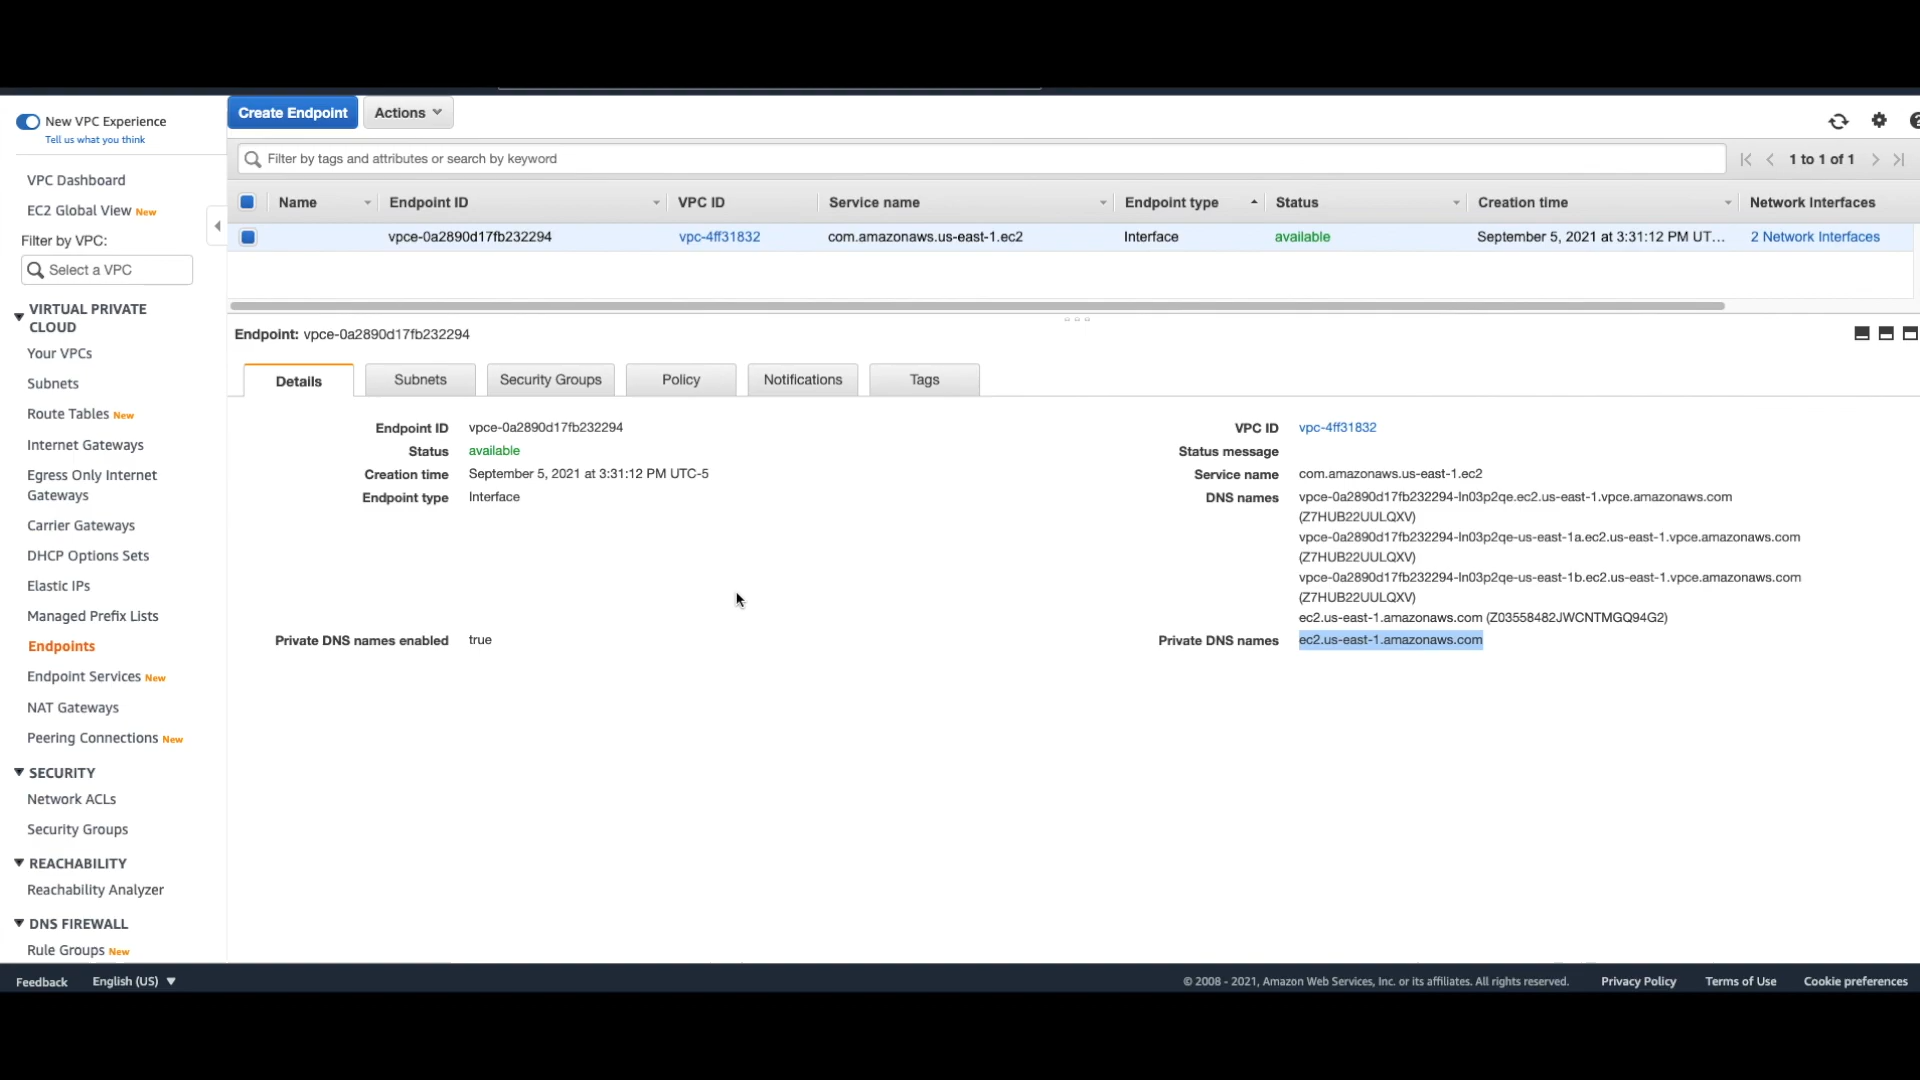 New VPC Experience
Tell us what you think
VPC Dashboard
EC2 Global View New
Filter by VPC:
Select a VPC
VIRTUAL PRIVATE
CLOUD
Your VPCs
Subnets
Route Tables New
Internet Gateways
Egress Only Internet
Gateways
Carrier Gateways
DHCP Options Sets
Elastic IPs
Managed Prefix Lists
Endpoints
Endpoint Services New
NAT Gateways
Peering Connections New
SECURITY
Network ACLs
Security Groups
REACHABILITY
Reachability Analyzer
DNS FIREWALL
Rule Groups New
Create Endpoint Actions
Filter by tags and attributes or search by keyword 1 to 1 of 1
Name Endpoint ID VPC ID Service name Endpoint type Status Creation time Network Interfaces
vpce-0a2890d17fb232294 vpc-4ff31832 com.amazonaws.us-east-1.ec2 Interface available September 5, 2021 at 3:31:12 PM UT... 2 Network Interfaces
Endpoint: vpce-0a2890d17fb232294
Details Subnets Security Groups Policy Notifications Tags
Endpoint ID vpce-0a2890d17fb232294
Status available
Creation time September 5, 2021 at 3:31:12 PM UTC-5
Endpoint type Interface
Private DNS names enabled true
VPC ID vpc-4ff31832
Status message
Service name com.amazonaws.us-east-1.ec2
DNS names vpce-0a2890d17fb232294-ln03p2qe.ec2.us-east-1.vpce.amazonaws.com
(Z7HUB22UULQXV)
vpce-0a2890d17fb232294-ln03p2qe-us-east-1a.ec2.us-east-1.vpce.amazonaws.com
(Z7HUB22UULQXV)
vpce-0a2890d17fb232294-ln03p2qe-us-east-1b.ec2.us-east-1.vpce.amazonaws.com
(Z7HUB22UULQXV)
ec2.us-east-1.amazonaws.com (Z03558482JWCNTMGQ94G2)
Private DNS names ec2.us-east-1.amazonaws.com
Feedback English (US) © 2008 - 2021, Amazon Web Services, Inc. or its affiliates. All rights reserved. Privacy Policy Terms of Use Cookie preferences